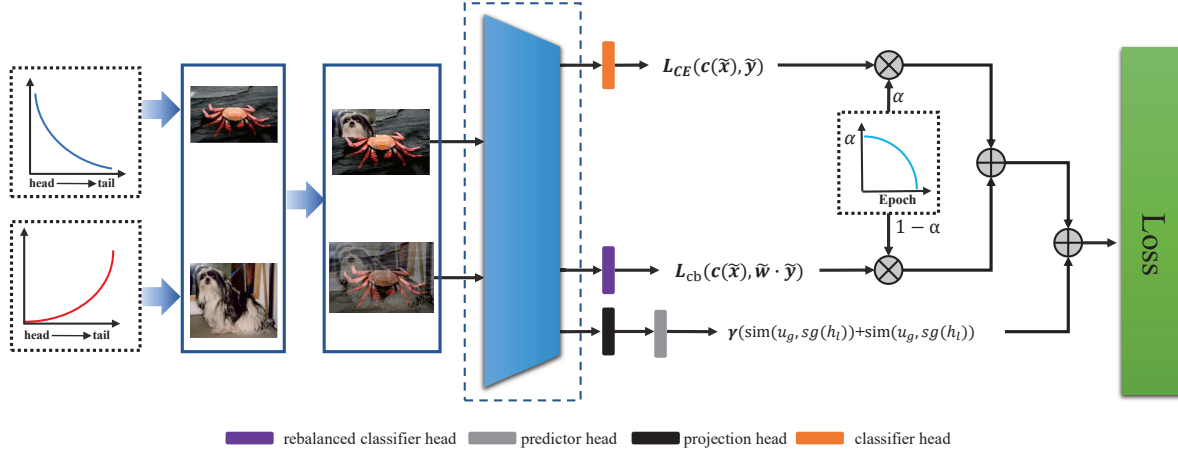 head tail
head tail
L_CE(c(x̃), ỹ)
α
α
Epoch
1 − α
L_cb(c(x̃), w̃ · ỹ)
γ(sim(u_g, sg(h_l))+sim(u_g, sg(h_l))
Loss
rebalanced classifier head predictor head projection head classifier head